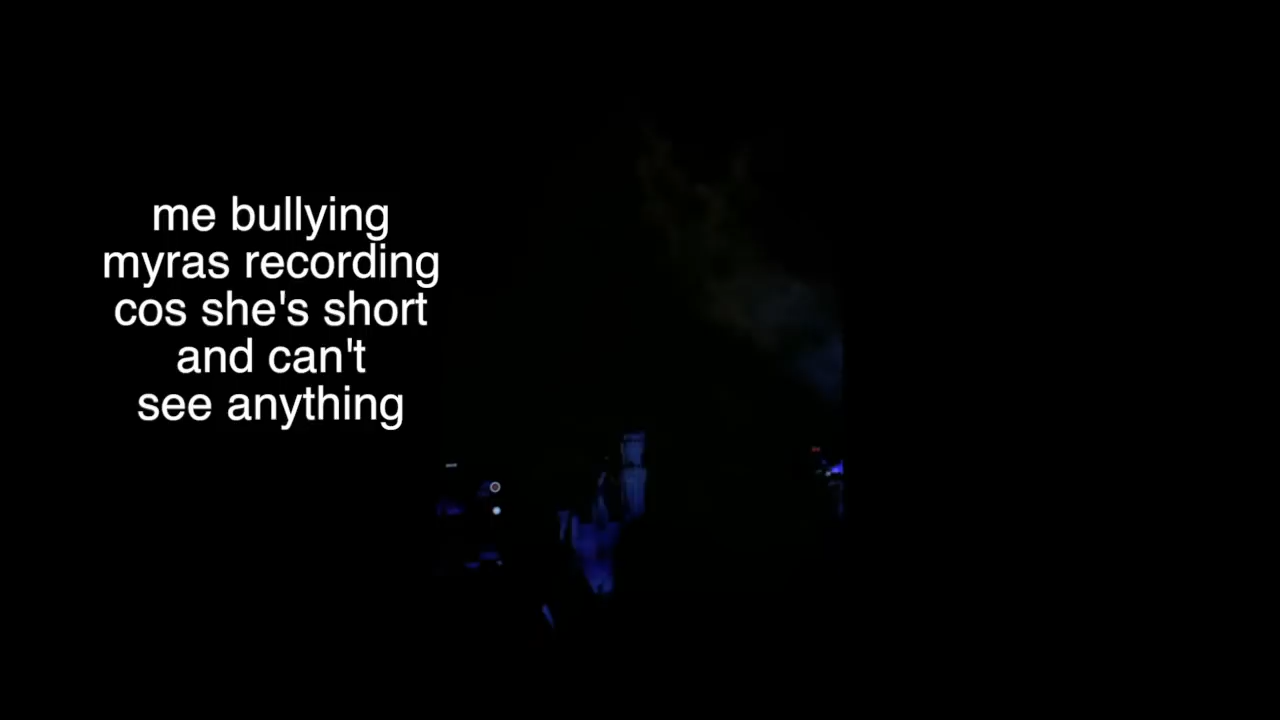 me bullying
myras recording
cos she's short
and can't
see anything